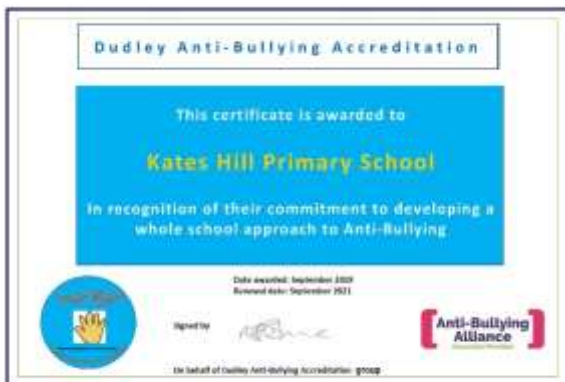 Dudley Anti-Bullying Accreditation
This certificate is awarded to
Kates Hill Primary School
In recognition of their commitment to developing a
whole school approach to Anti-Bullying
Date awarded: September 2019
Renewal date: September 2021
Signed by
On behalf of Dudley Anti-Bullying Accreditation group
Anti-Bullying
Alliance